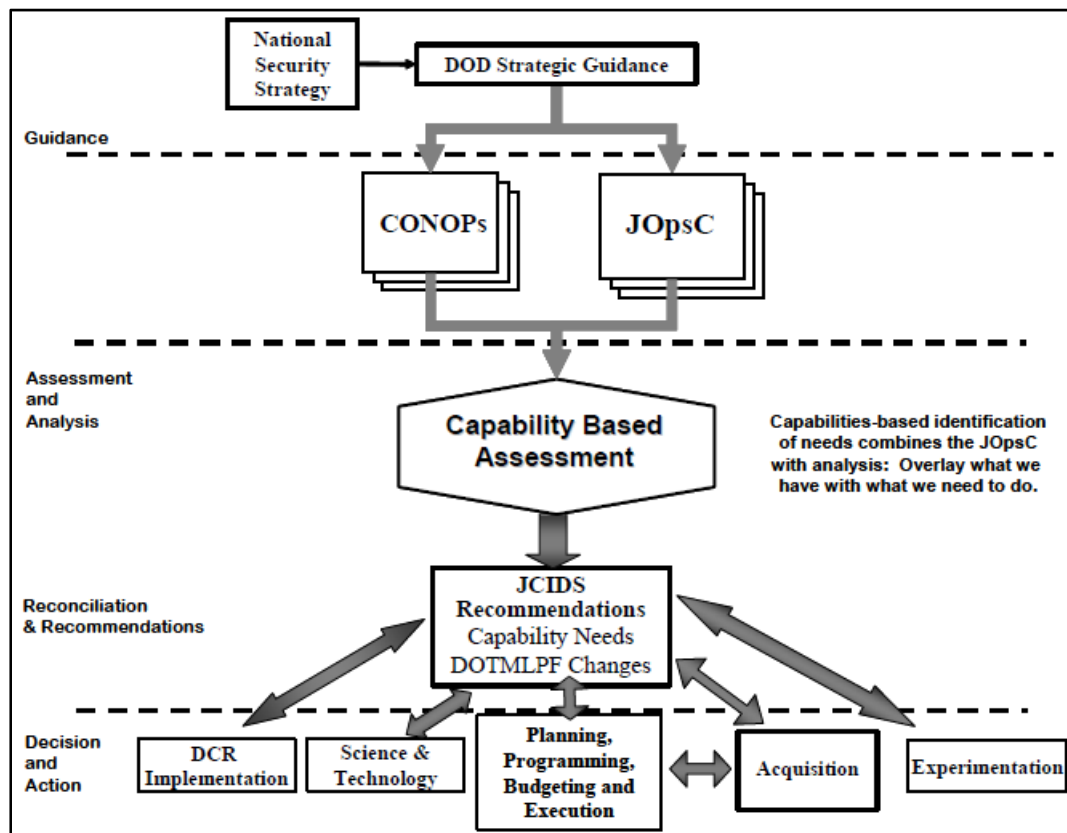 National
Security
Strategy
DOD Strategic Guidance
Guidance
CONOPs
JOpsC
Assessment
and
Analysis
Capability Based
Assessment
Capabilities-based identification
of needs combines the JOpsC
with analysis: Overlay what we
have with what we need to do.
Reconciliation
& Recommendations
JCIDS
Recommendations
Capability Needs
DOTMLPF Changes
Decision
and
Action
DCR
Implementation
Science &
Technology
Planning,
Programming,
Budgeting and
Execution
Acquisition
Experimentation